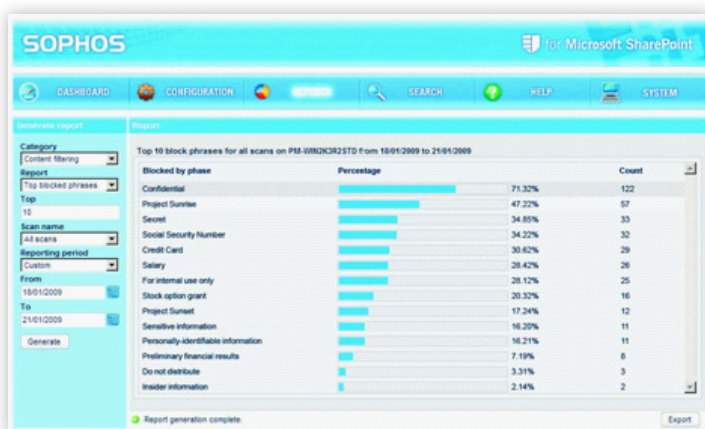 SOPHOS
for Microsoft SharePoint
DASHBOARD CONFIGURATION REPORTS SEARCH HELP SYSTEM
Generate report
Report
Category
Content filtering
Report
Top blocked phrases
Top
10
Scan name
All scans
Reporting period
Custom
From
18/01/2009
To
21/01/2009
Generate
Top 10 block phrases for all scans on PM-WIN2K3R2STD from 18/01/2009 to 21/01/2009
Blocked by phase Percentage Count
Confidential 71.32% 122
Project Sunrise 47.22% 57
Secret 34.85% 33
Social Security Number 34.22% 32
Credit Card 30.62% 29
Salary 28.42% 26
For internal use only 28.12% 25
Stock option grant 20.32% 16
Project Sunset 17.24% 12
Sensitive information 16.20% 11
Personally-identifiable information 16.21% 11
Preliminary financial results 7.19% 8
Do not distribute 3.31% 3
Insider information 2.14% 2
Report generation complete.
Export